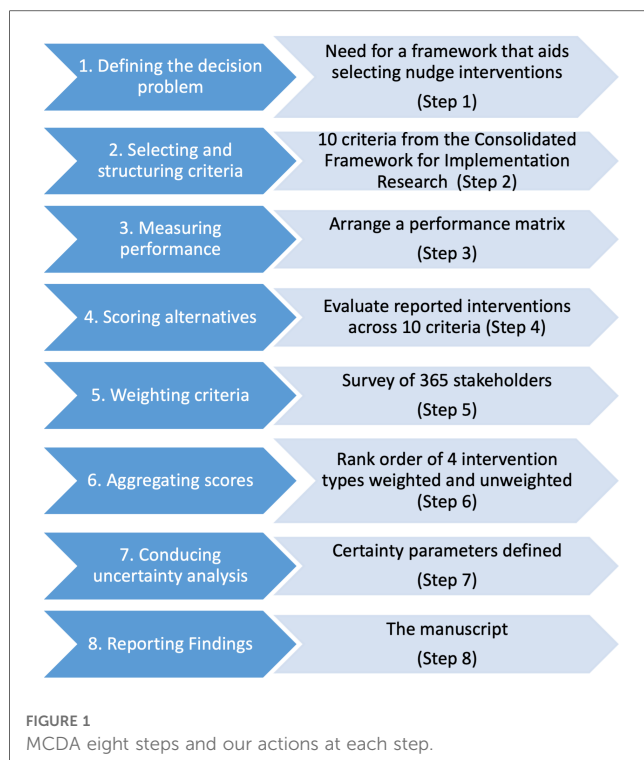 1. Defining the decision
problem
Need for a framework that aids
selecting nudge interventions
(Step 1)
2. Selecting and
structuring criteria
10 criteria from the Consolidated
Framework for Implementation
Research (Step 2)
3. Measuring
performance
Arrange a performance matrix
(Step 3)
4. Scoring alternatives
Evaluate reported interventions
across 10 criteria (Step 4)
5. Weighting criteria
Survey of 365 stakeholders
(Step 5)
6. Aggregating scores
Rank order of 4 intervention
types weighted and unweighted
(Step 6)
7. Conducing
uncertainty analysis
Certainty parameters defined
(Step 7)
8. Reporting Findings
The manuscript
(Step 8)
FIGURE 1
MCDA eight steps and our actions at each step.